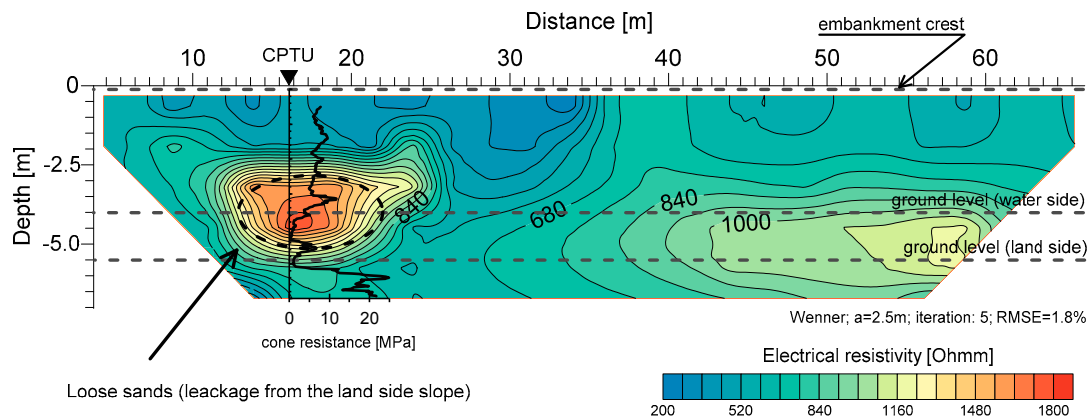 Distance [m]
embankment crest
CPTU
10 20 30 40 50 60
0
-2.5
-5.0
Depth [m]
840
680
840
1000
ground level (water side)
ground level (land side)
0 10 20
cone resistance [MPa]
Wenner; a=2.5m; iteration: 5; RMSE=1.8%
Loose sands (leackage from the land side slope)
Electrical resistivity [Ohmm]
200 520 840 1160 1480 1800